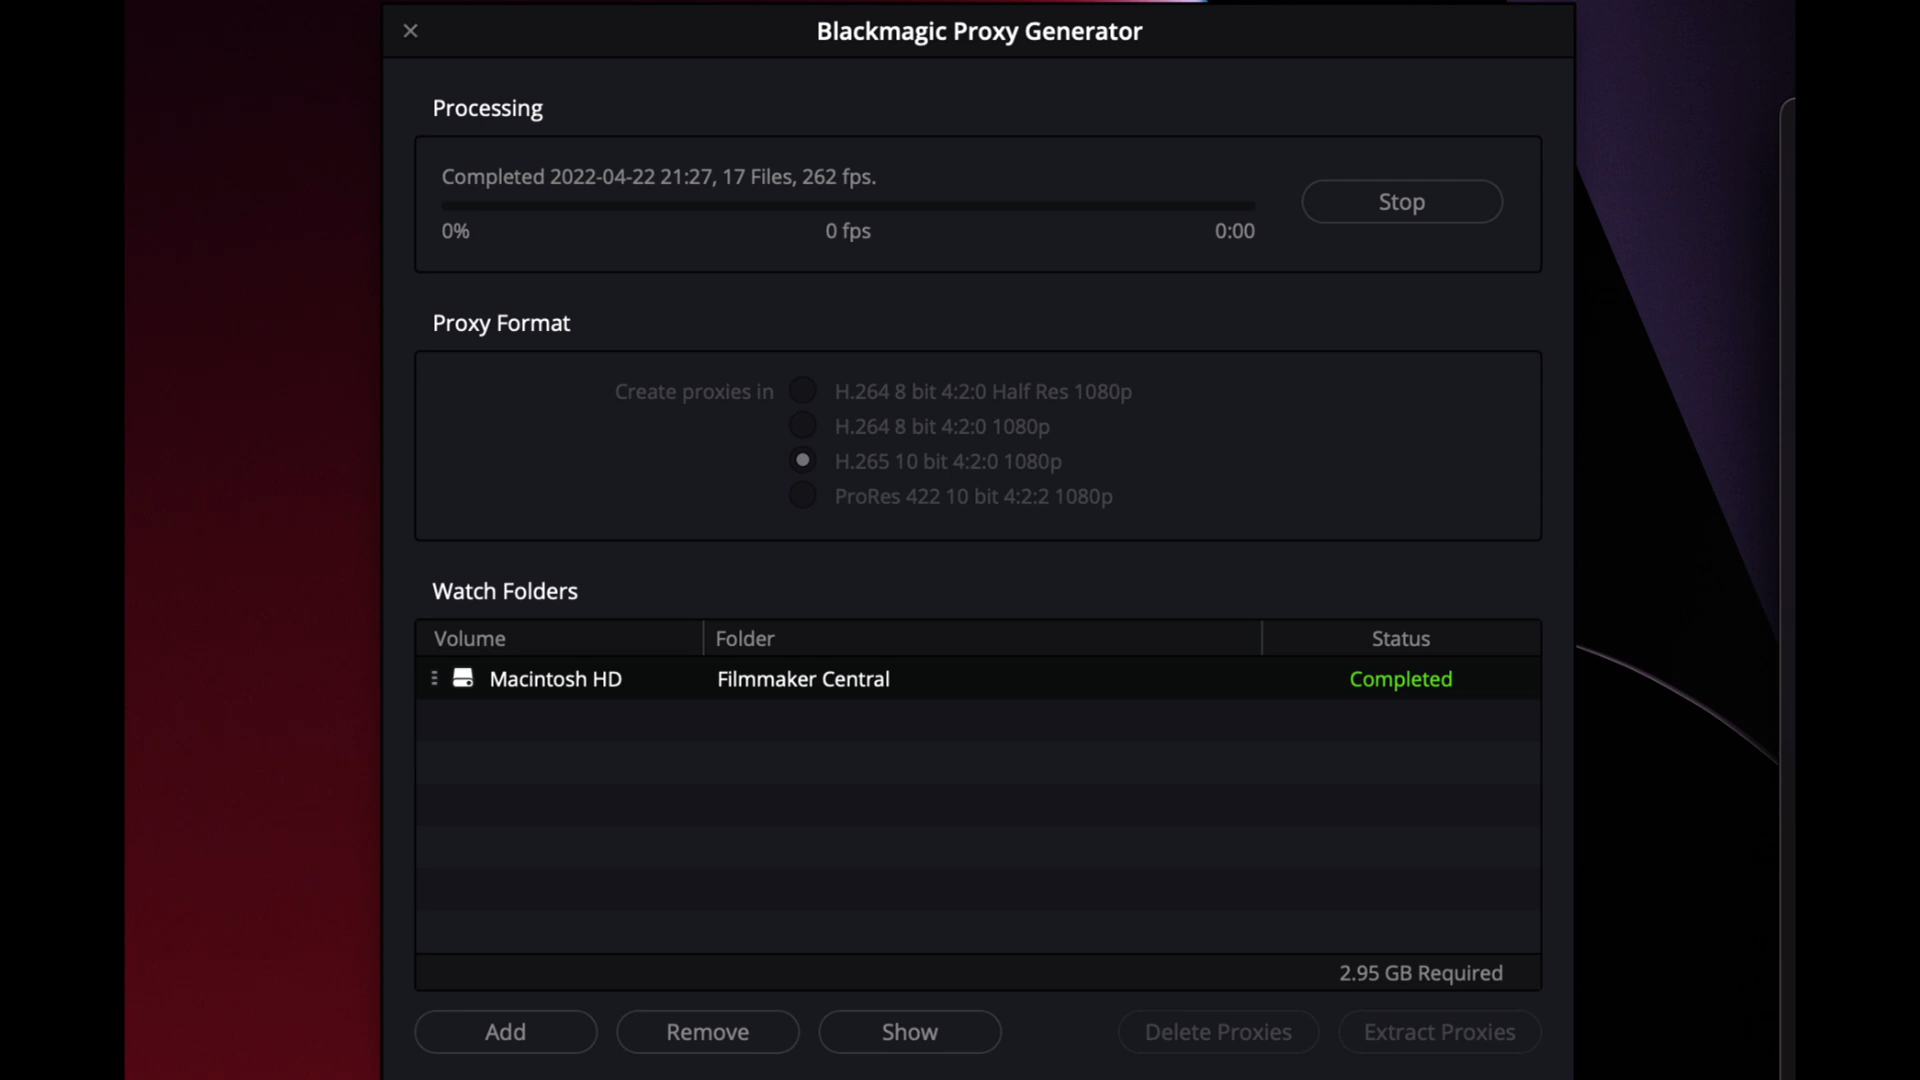 Blackmagic Proxy Generator
Processing
Completed 2022-04-22 21:27, 17 Files, 262 fps.
Stop
0% 0 fps 0:00
Proxy Format
Create proxies in H.264 8 bit 4:2:0 Half Res 1080p
H.264 8 bit 4:2:0 1080p
H.265 10 bit 4:2:0 1080p
ProRes 422 10 bit 4:2:2 1080p
Watch Folders
Volume Folder Status
Macintosh HD Filmmaker Central Completed
2.95 GB Required
Add Remove Show Delete Proxies Extract Proxies